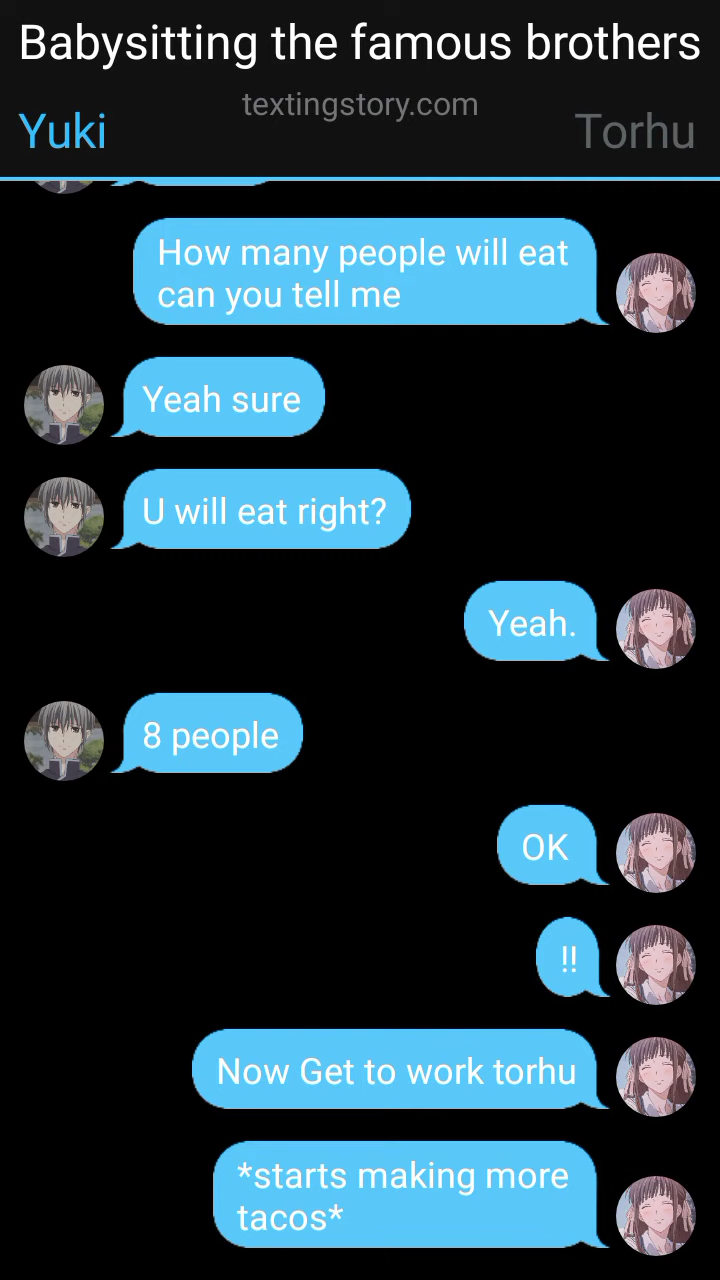 Babysitting the famous brothers
textingstory.com
Yuki
Torhu
How many people will eat
can you tell me
Yeah sure
U will eat right?
Yeah.
8 people
OK
!!
Now Get to work torhu
*starts making more
tacos*